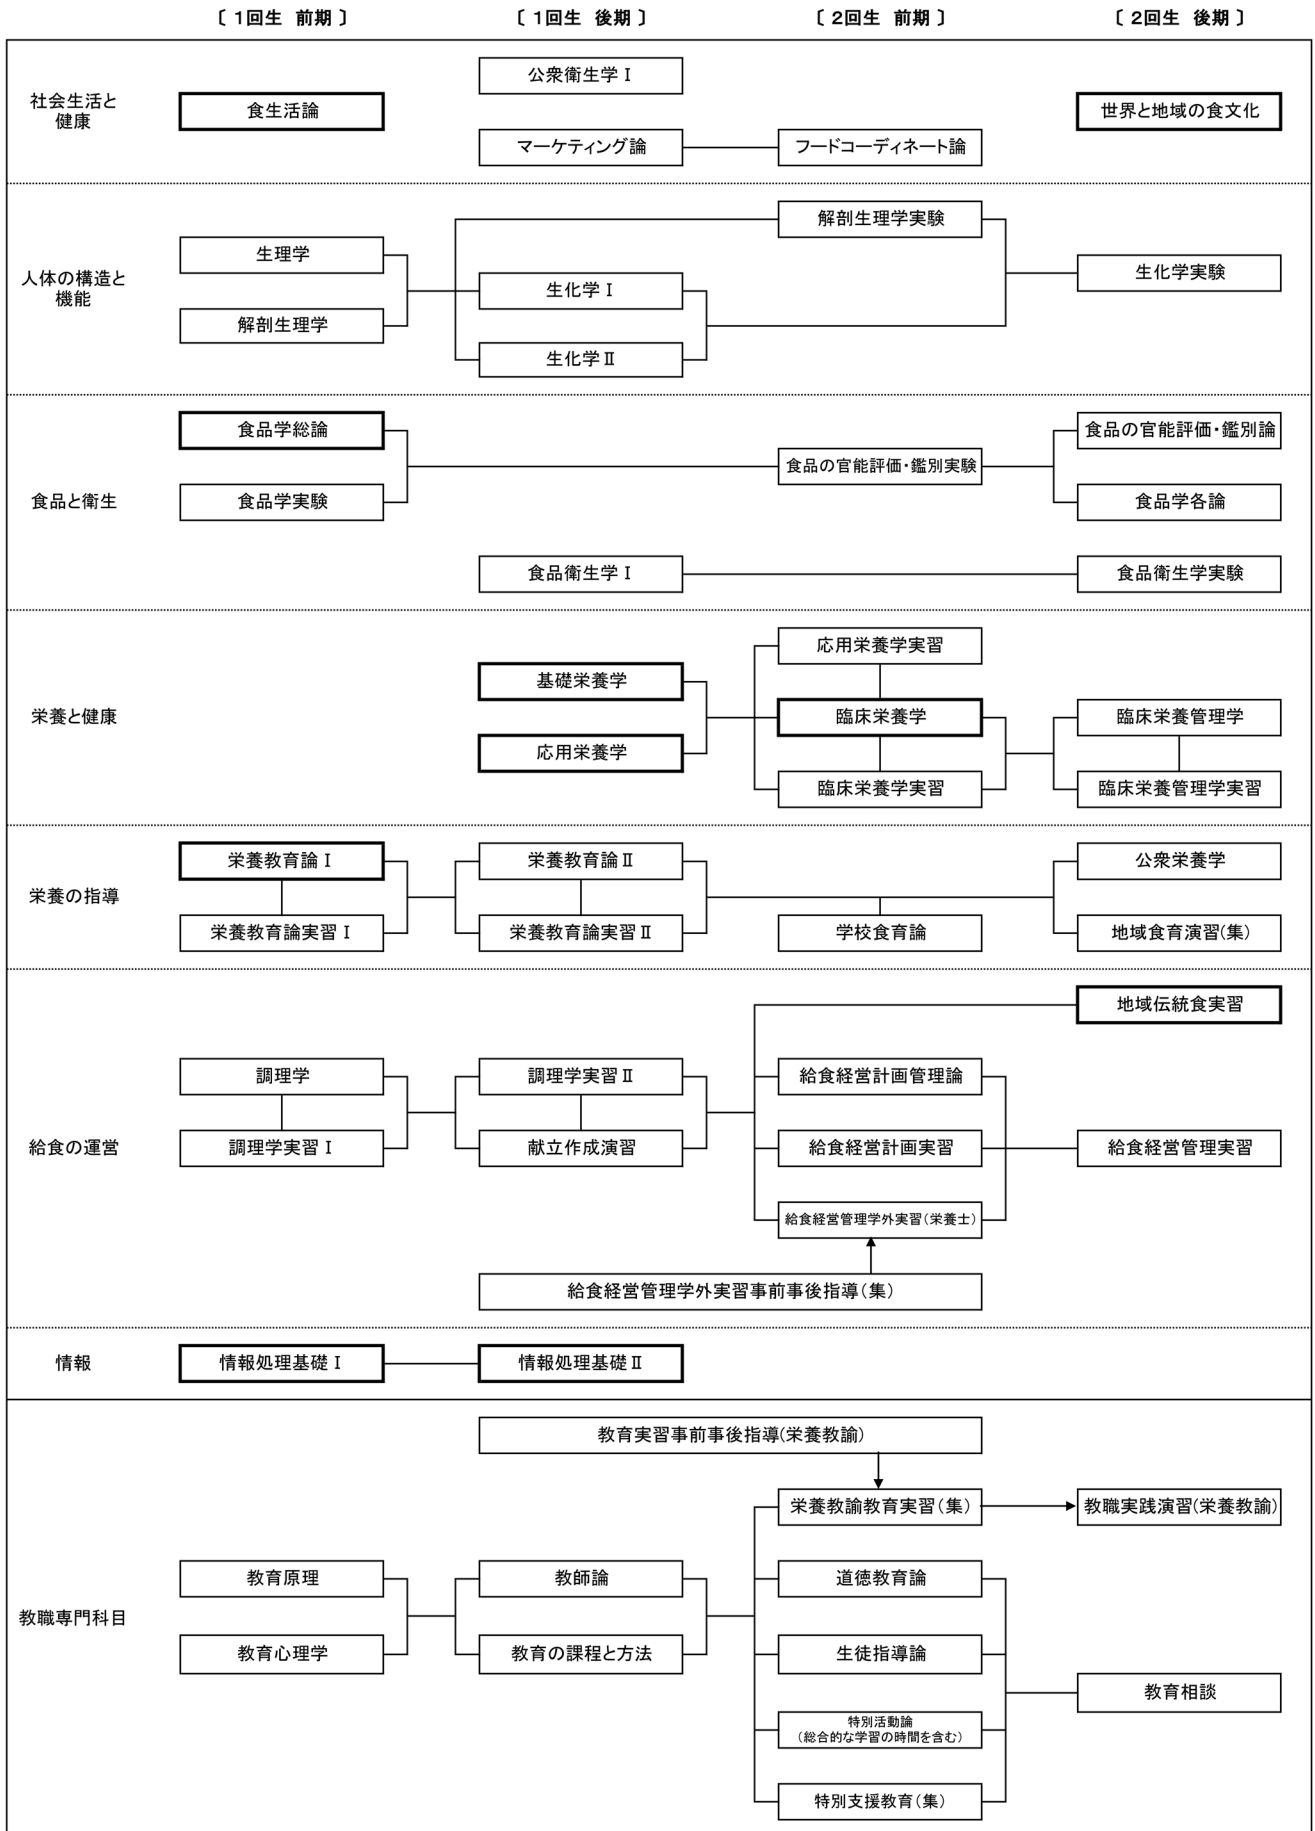 〔 1回生 前期 〕
〔 1回生 後期 〕
〔 2回生 前期 〕
〔 2回生 後期 〕
社会生活と
健康
食生活論
公衆衛生学Ⅰ
マーケティング論
フードコーディネート論
世界と地域の食文化
人体の構造と
機能
生理学
解剖生理学
生化学Ⅰ
生化学Ⅱ
解剖生理学実験
生化学実験
食品と衛生
食品学総論
食品学実験
食品衛生学Ⅰ
食品の官能評価・鑑別実験
食品の官能評価・鑑別論
食品学各論
食品衛生学実験
栄養と健康
基礎栄養学
応用栄養学
応用栄養学実習
臨床栄養学
臨床栄養学実習
臨床栄養管理学
臨床栄養管理学実習
栄養の指導
栄養教育論Ⅰ
栄養教育論実習Ⅰ
栄養教育論Ⅱ
栄養教育論実習Ⅱ
学校食育論
公衆栄養学
地域食育演習(集)
給食の運営
調理学
調理学実習Ⅰ
調理学実習Ⅱ
献立作成演習
給食経営計画管理論
給食経営計画実習
給食経営管理学外実習(栄養士)
給食経営管理学外実習事前事後指導(集)
地域伝統食実習
給食経営管理実習
情報
情報処理基礎Ⅰ
情報処理基礎Ⅱ
教職専門科目
教育原理
教育心理学
教育実習事前事後指導(栄養教諭)
教師論
教育の課程と方法
栄養教諭教育実習(集)
道徳教育論
生徒指導論
特別活動論
(総合的な学習の時間を含む)
特別支援教育(集)
教職実践演習(栄養教諭)
教育相談